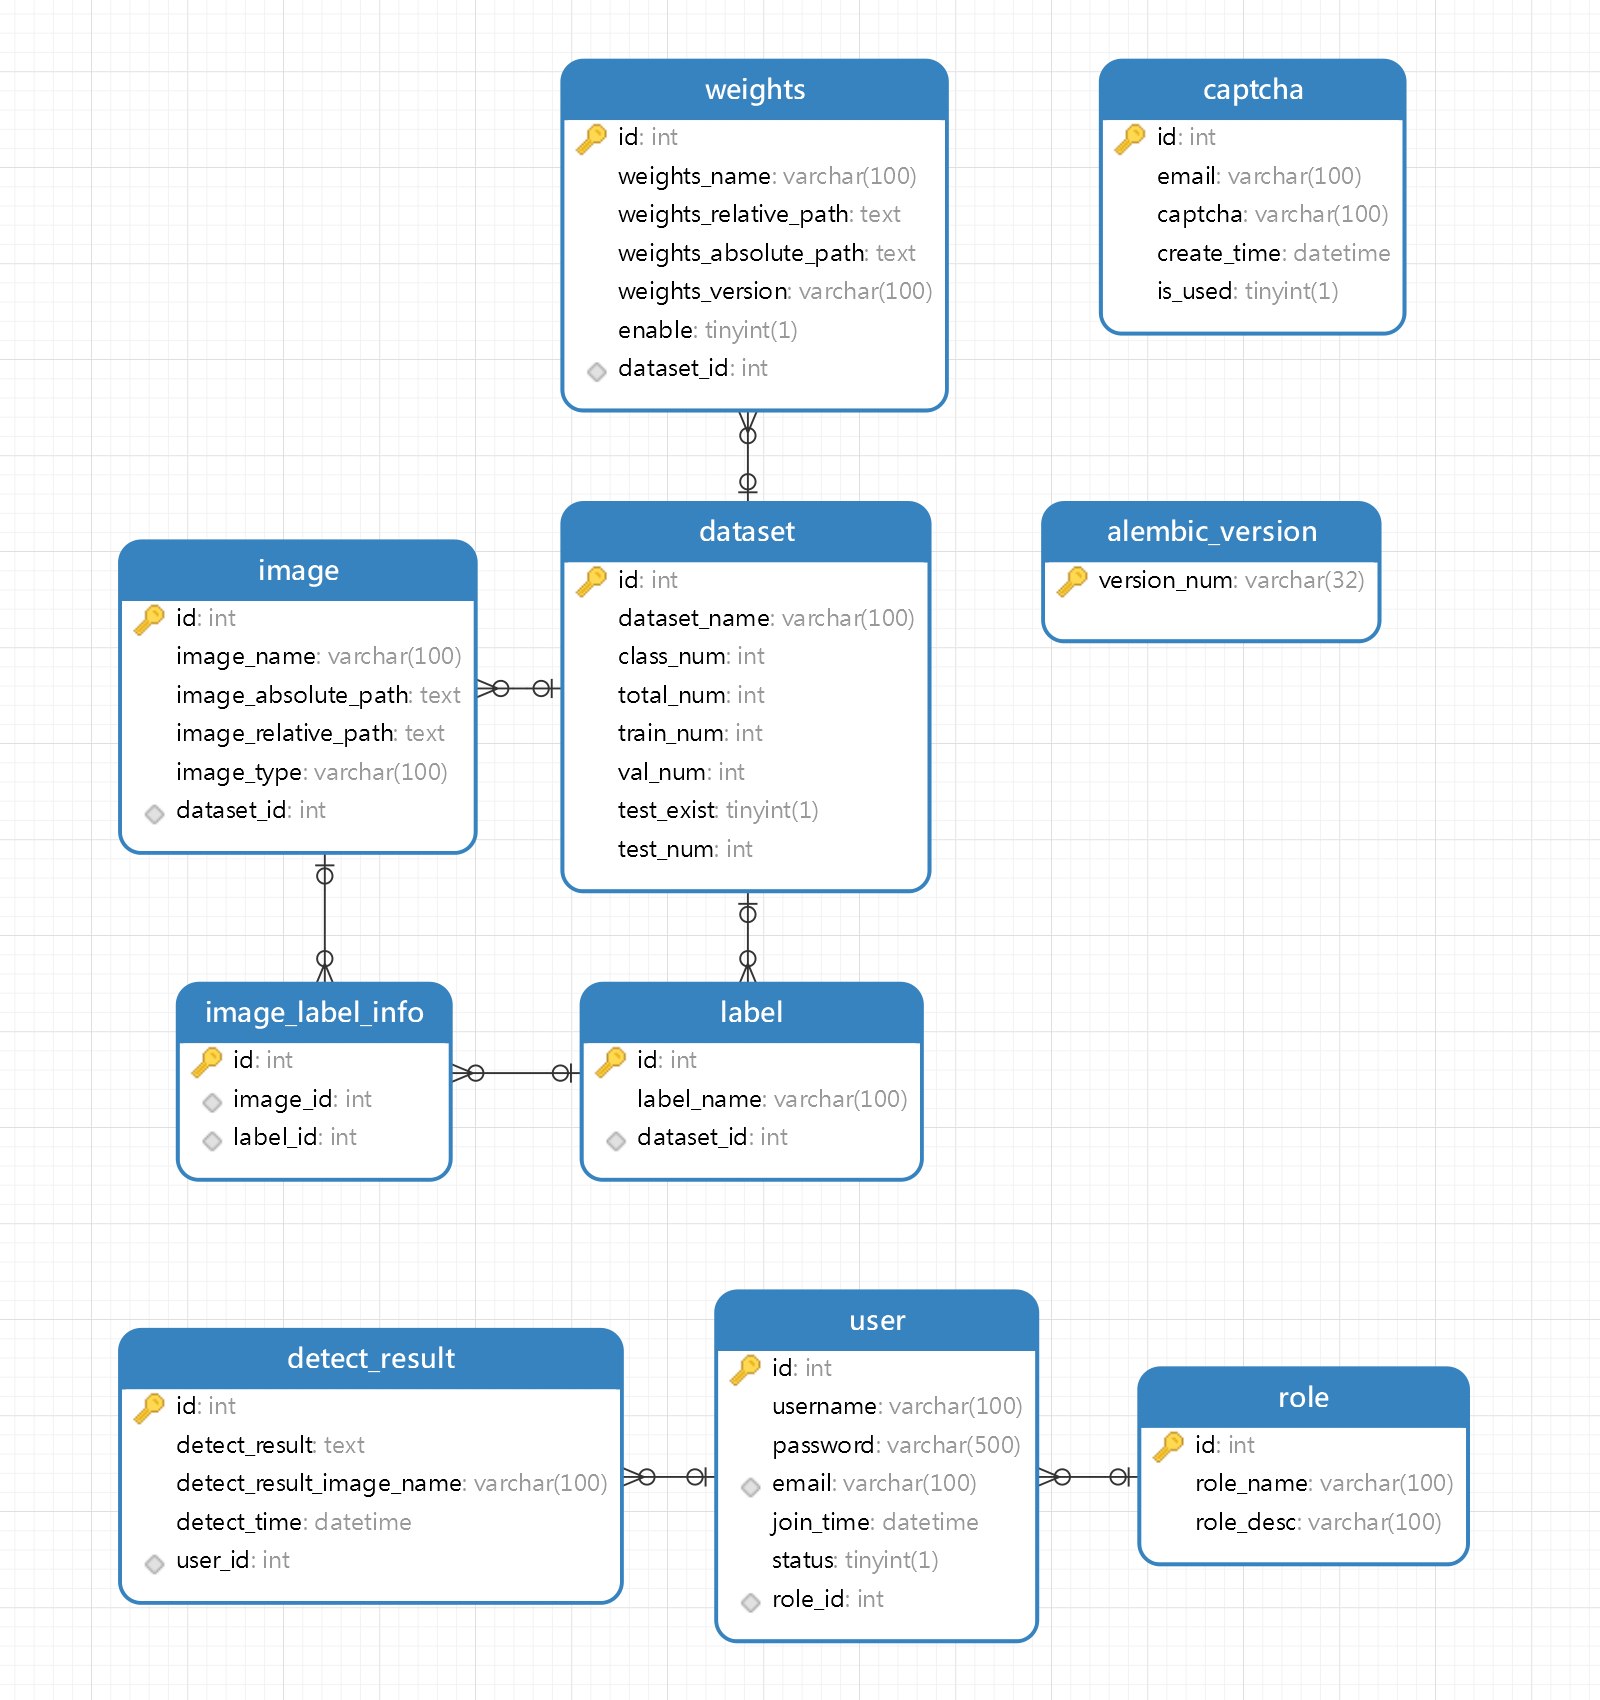 weights
id: int
weights_name: varchar(100)
weights_relative_path: text
weights_absolute_path: text
weights_version: varchar(100)
enable: tinyint(1)
dataset_id: int
captcha
id: int
email: varchar(100)
captcha: varchar(100)
create_time: datetime
is_used: tinyint(1)
dataset
id: int
dataset_name: varchar(100)
class_num: int
total_num: int
train_num: int
val_num: int
test_exist: tinyint(1)
test_num: int
alembic_version
version_num: varchar(32)
image
id: int
image_name: varchar(100)
image_absolute_path: text
image_relative_path: text
image_type: varchar(100)
dataset_id: int
image_label_info
id: int
image_id: int
label_id: int
label
id: int
label_name: varchar(100)
dataset_id: int
detect_result
id: int
detect_result: text
detect_result_image_name: varchar(100)
detect_time: datetime
user_id: int
user
id: int
username: varchar(100)
password: varchar(500)
email: varchar(100)
join_time: datetime
status: tinyint(1)
role_id: int
role
id: int
role_name: varchar(100)
role_desc: varchar(100)